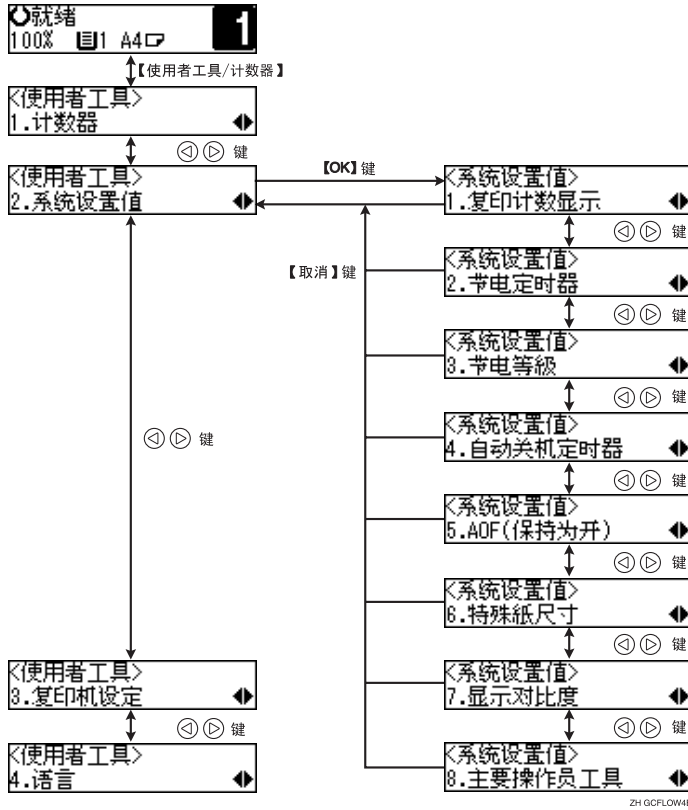 就绪
100% 1 A4 1
【使用者工具/计数器】
<使用者工具>
1.计数器
键
<使用者工具>
2.系统设置值
【OK】键
<系统设置值>
1.复印计数显示
键
【取消】键
<系统设置值>
2.节电定时器
键
<系统设置值>
3.节电等級
键
<系统设置值>
4.自动关机定时器
键
键
<系统设置值>
5.AOF(保持为开)
键
<系统设置值>
6.特殊紙尺寸
键
<使用者工具>
3.复印机设定
<系统设置值>
7.显示对比度
键
键
<使用者工具>
4.语言
<系统设置值>
8.主要操作员工具